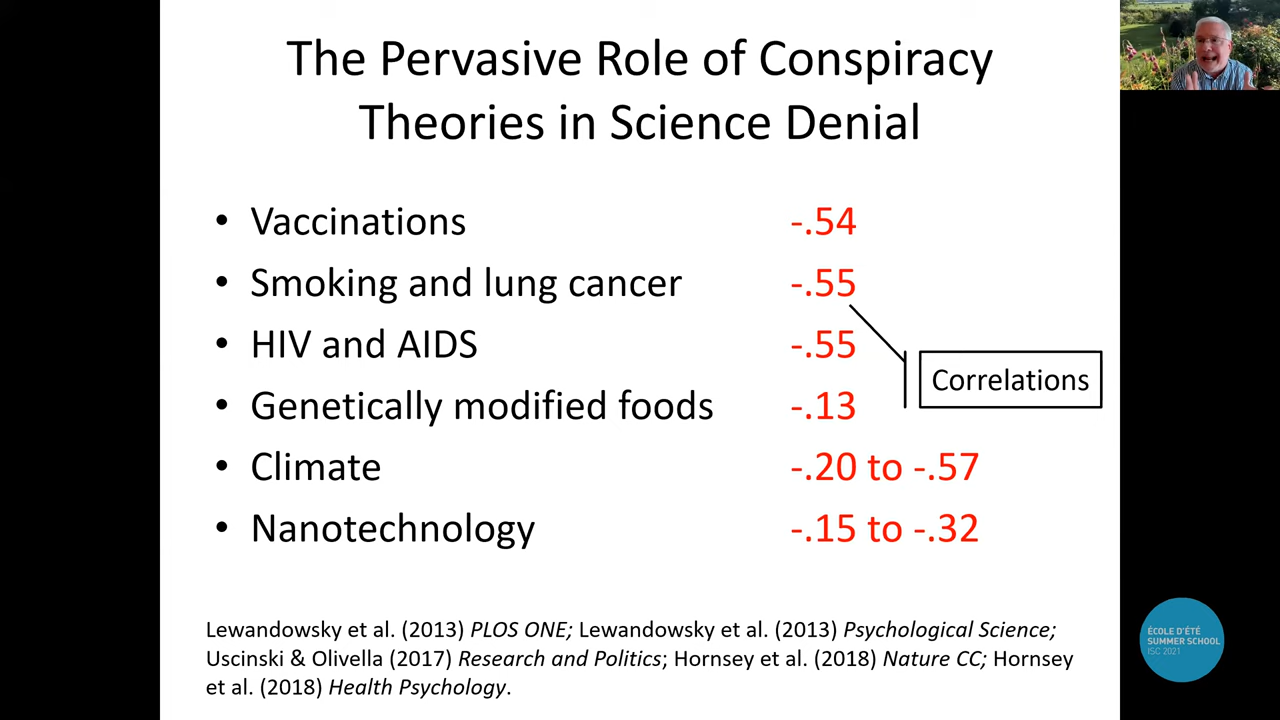 The Pervasive Role of Conspiracy
Theories in Science Denial
• Vaccinations -.54
• Smoking and lung cancer -.55
• HIV and AIDS -.55
Correlations
• Genetically modified foods -.13
• Climate -.20 to -.57
• Nanotechnology -.15 to -.32
Lewandowsky et al. (2013) PLOS ONE; Lewandowsky et al. (2013) Psychological Science;
Uscinski & Olivella (2017) Research and Politics; Hornsey et al. (2018) Nature CC; Hornsey
et al. (2018) Health Psychology.
ÉCOLE D'ÉTÉ
SUMMER SCHOOL
ISC 2021